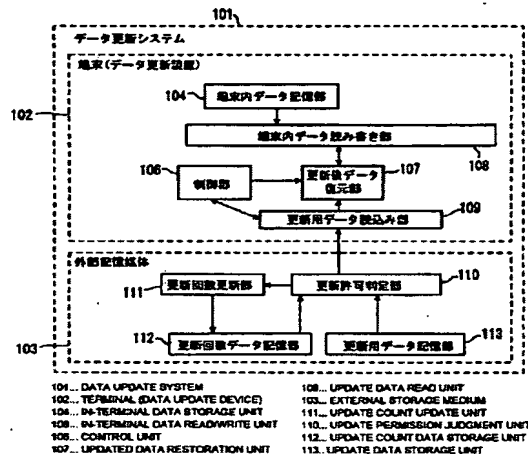 101
データ更新システム
端末(データ更新装置)
102
104
端末内データ記憶部
端末内データ読み書き部
108
106
制御部
更新後データ
復元部
107
更新用データ読込み部
109
外部記憶媒体
103
111
更新回数更新部
更新許可判定部
110
112
更新回数データ記憶部
更新用データ記憶部
113
101... DATA UPDATE SYSTEM
102... TERMINAL (DATA UPDATE DEVICE)
104... IN-TERMINAL DATA STORAGE UNIT
108... IN-TERMINAL DATA READ/WRITE UNIT
106... CONTROL UNIT
107... UPDATED DATA RESTORATION UNIT
109... UPDATE DATA READ UNIT
103... EXTERNAL STORAGE MEDIUM
111... UPDATE COUNT UPDATE UNIT
110... UPDATE PERMISSION JUDGMENT UNIT
112... UPDATE COUNT DATA STORAGE UNIT
113... UPDATE DATA STORAGE UNIT